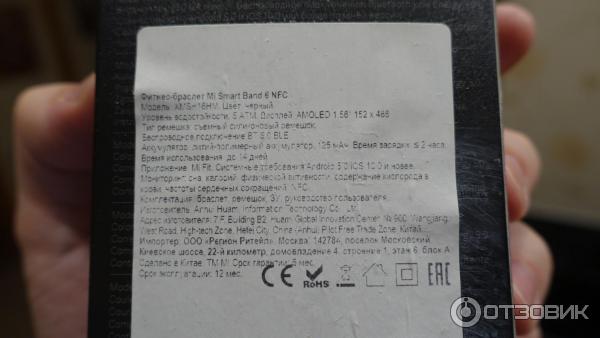 Фитнес-браслет Mi Smart Band 6 NFC
Модель: XMSH16HM. Цвет: черный.
Уровень водостойкости: 5 ATM. Дисплей: AMOLED 1.56" 152 x 486
Тип ремешка: съемный силиконовый ремешок.
Беспроводное подключение BT 5.0 BLE.
Аккумулятор: литий-полимерный аккумулятор, 125 мАч. Время зарядки: ≤ 2 часа.
Время использования: до 14 дней
Приложение: Mi Fit. Системные требования Android 5.0 iOS 10.0 и новее.
Мониторинг: сна, калорий, физической активности, содержание кислорода в
крови, частоты сердечных сокращений. NFC.
Комплектация: браслет, ремешок, ЗУ, руководство пользователя.
Изготовитель: Anhui Huami Information Technology Co., Ltd.
Адрес изготовителя: 7/F, Building B2, Huami Global Innovation Center, № 900, Wangjiang
West Road, High-tech Zone, Hefei City, China (Anhui) Pilot Free Trade Zone, Китай.
Импортер: ООО «Регион Ритейл», Москва, 142784, поселок Московский,
Киевское шоссе, 22-й километр, домовладение 4, строение 1, этаж 6, блок А
Сделано в Китае. TM: MI Срок гарантии: 6 мес.
Срок эксплуатации: 12 мес.
CE RoHS EAC
ОТЗОВИК